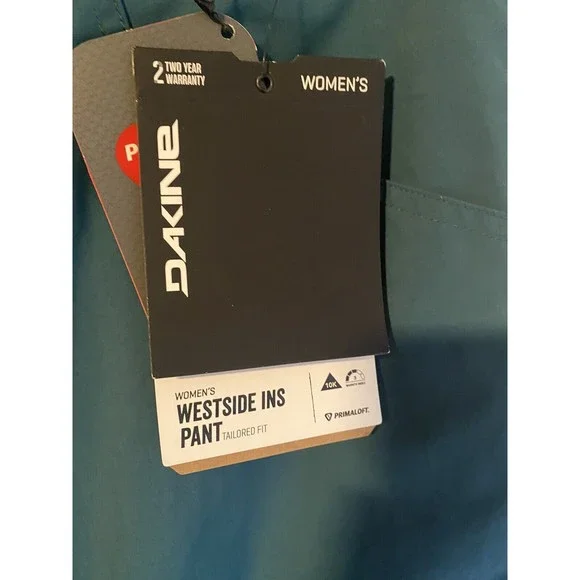 2 TWO YEAR
WARRANTY
WOMEN'S
DAKINE
P
WOMEN'S
WESTSIDE INS
PANT TAILORED FIT
10K
PRIMALOFT.